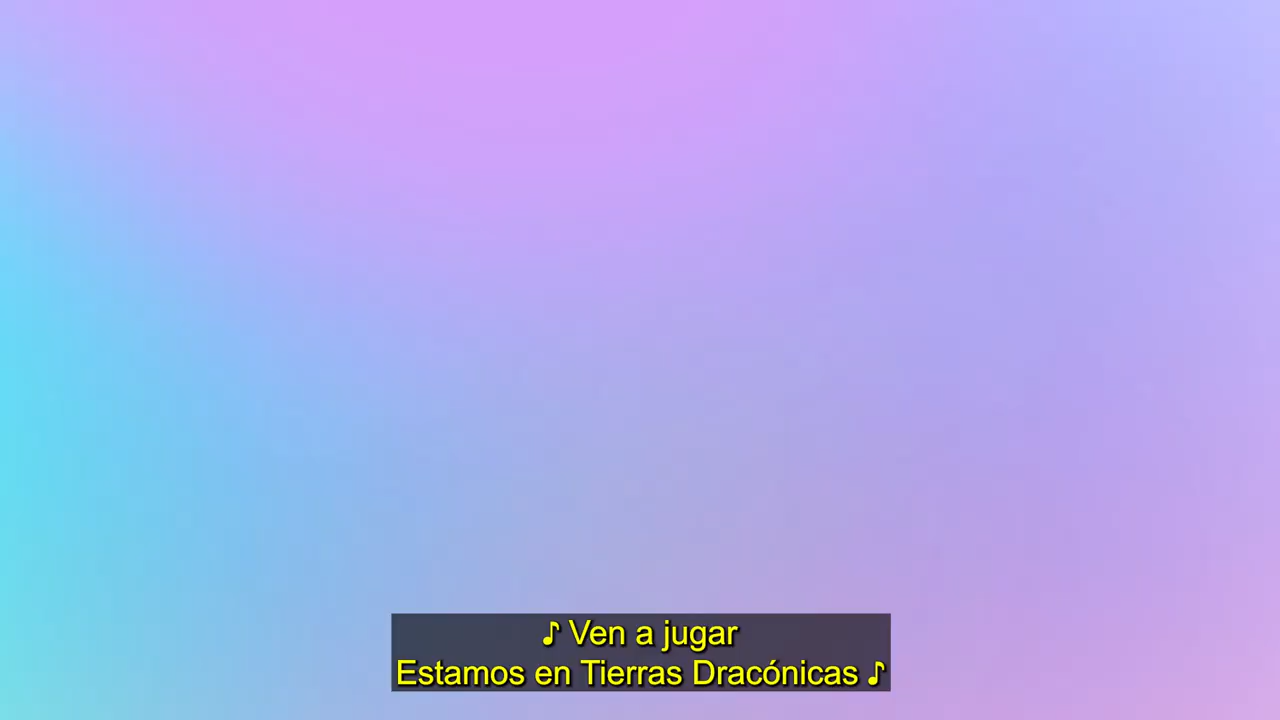 ♪ Ven a jugar
Estamos en Tierras Dracónicas ♪